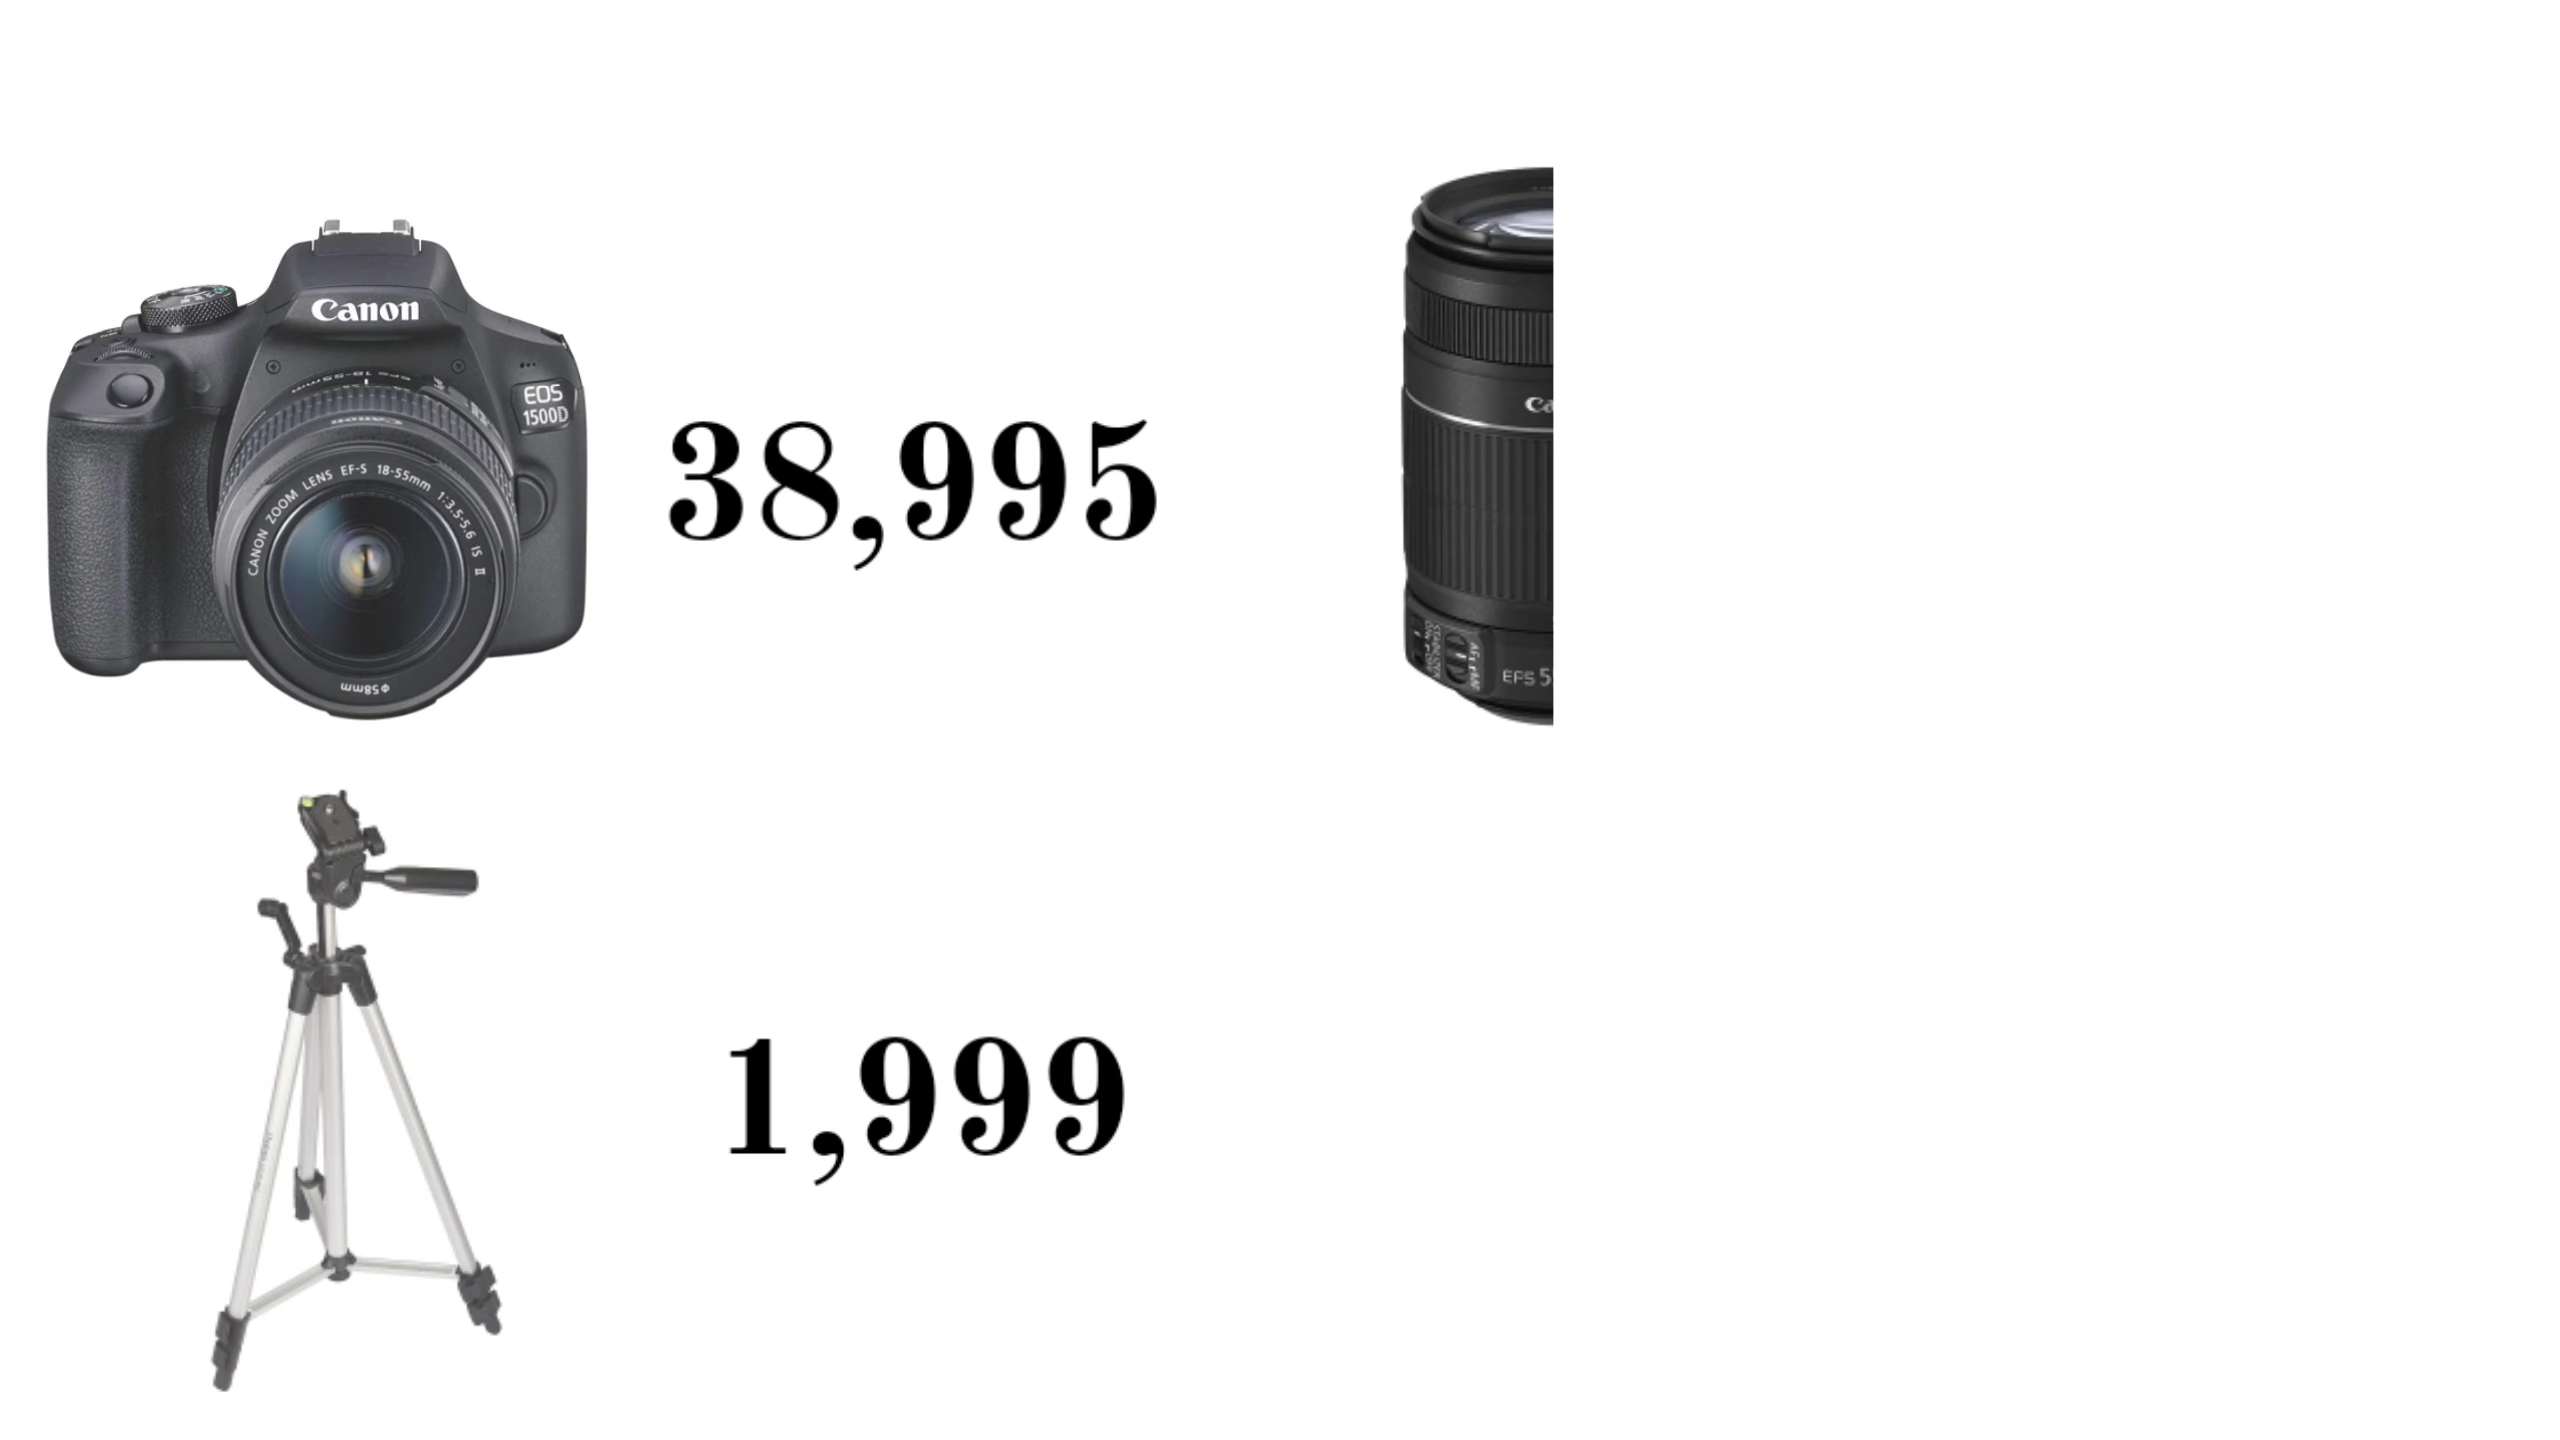 Canon
EOS
1500D
CANON ZOOM LENS EF-S 18-55mm 1:3.5-5.6 IS II
Φ58mm
38,995
1,999